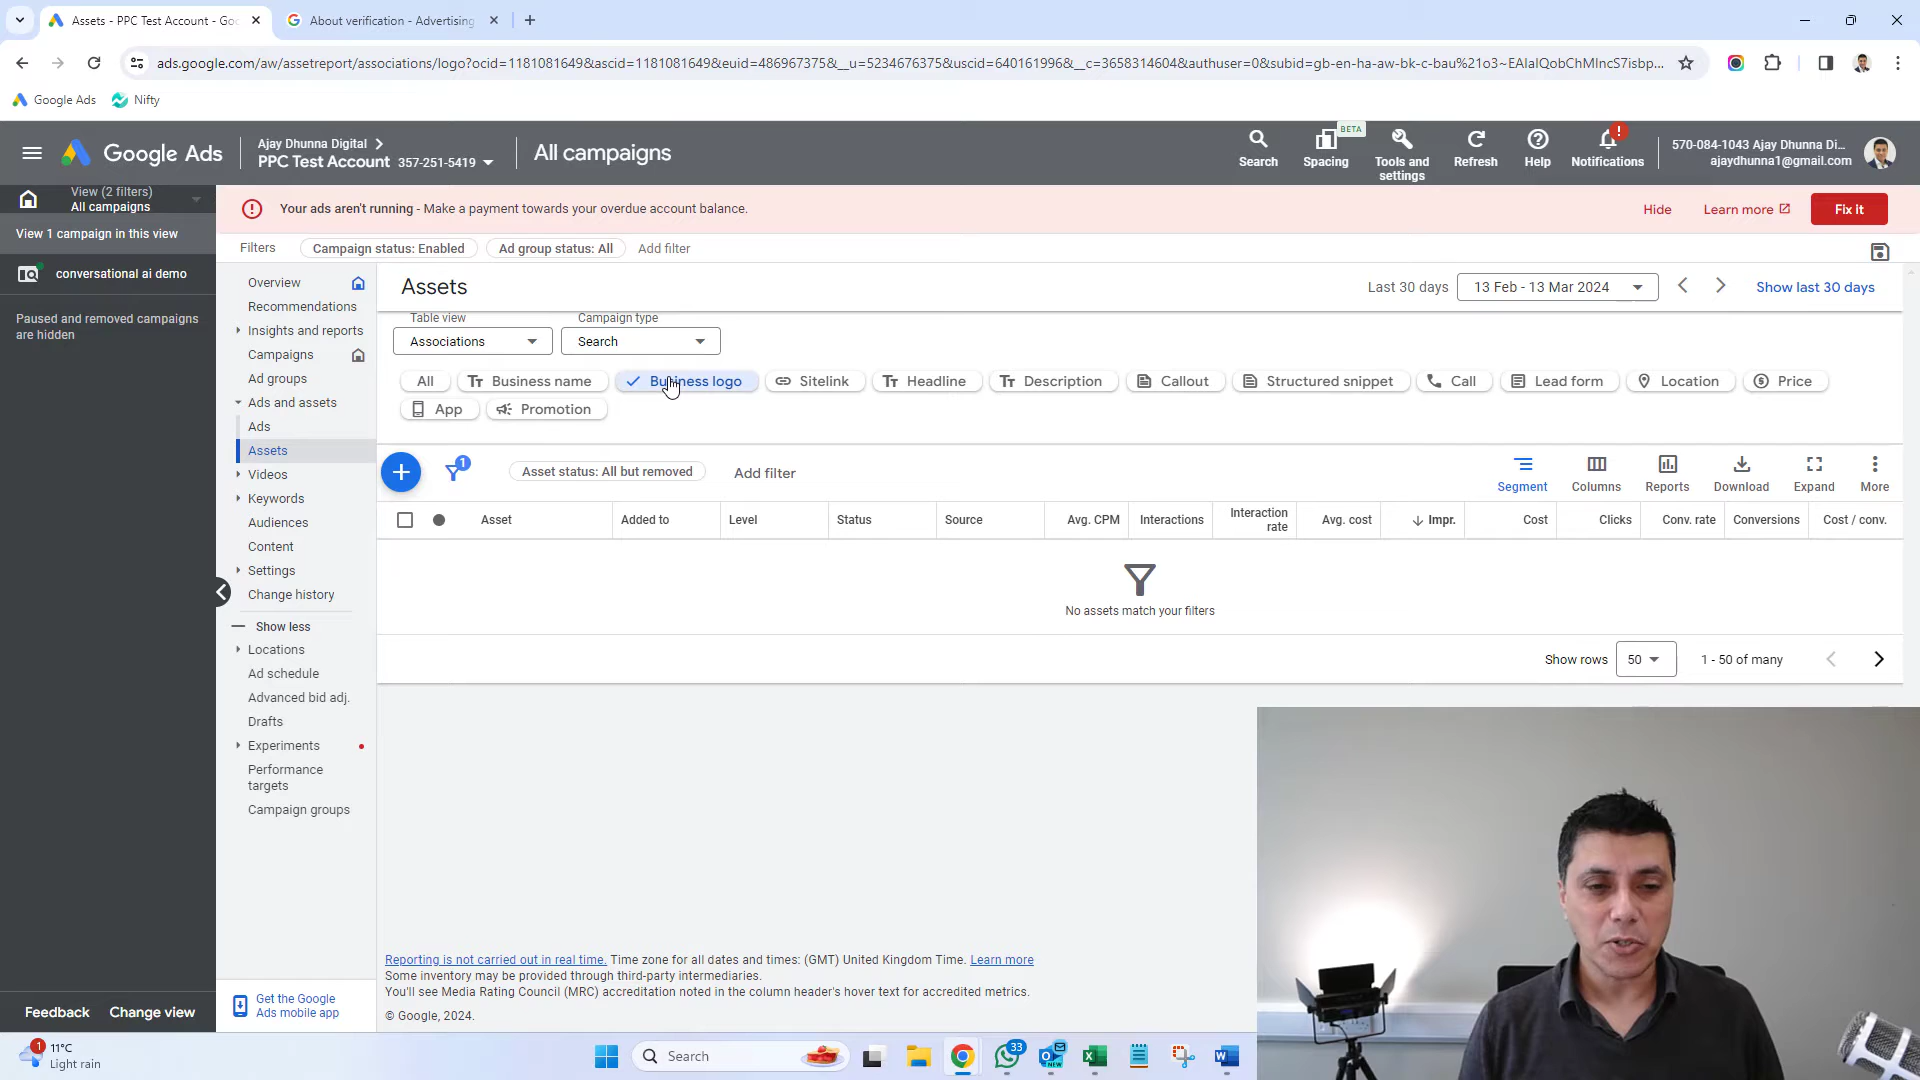 Assets - PPC Test Account - Goo
About verification - Advertising
ads.google.com/aw/assetreport/associations/logo?ocid=1181081649&ascid=1181081649&euid=486967375&__u=5234676375&uscid=640161996&__c=3658314604&authuser=0&subid=gb-en-ha-aw-bk-c-bau%21o3~EAIaIQobChMIncS7isbp...
Google Ads
Nifty
Google Ads
Ajay Dhunna Digital
PPC Test Account 357-251-5419
All campaigns
Search
BETA
Spacing
Tools and settings
Refresh
Help
!
Notifications
570-084-1043 Ajay Dhunna Di...
ajaydhunna1@gmail.com
View (2 filters)
All campaigns
View 1 campaign in this view
conversational ai demo
Paused and removed campaigns
are hidden
Your ads aren't running - Make a payment towards your overdue account balance.
Hide
Learn more
Fix it
Filters
Campaign status: Enabled
Ad group status: All
Add filter
Overview
Recommendations
Insights and reports
Campaigns
Ad groups
Ads and assets
Ads
Assets
Videos
Keywords
Audiences
Content
Settings
Change history
Show less
Locations
Ad schedule
Advanced bid adj.
Drafts
Experiments
Performance
targets
Campaign groups
Get the Google
Ads mobile app
Feedback
Change view
Assets
Last 30 days
13 Feb - 13 Mar 2024
Show last 30 days
Table view
Associations
Campaign type
Search
All
Business name
Business logo
Sitelink
Headline
Description
Callout
Structured snippet
Call
Lead form
Location
Price
App
Promotion
1
Asset status: All but removed
Add filter
Segment
Columns
Reports
Download
Expand
More
Asset
Added to
Level
Status
Source
Avg. CPM
Interactions
Interaction
rate
Avg. cost
Impr.
Cost
Clicks
Conv. rate
Conversions
Cost / conv.
No assets match your filters
Show rows
50
1 - 50 of many
Reporting is not carried out in real time. Time zone for all dates and times: (GMT) United Kingdom Time. Learn more
Some inventory may be provided through third-party intermediaries.
You'll see Media Rating Council (MRC) accreditation noted in the column header's hover text for accredited metrics.
© Google, 2024.
1
11°C
Light rain
Search
33
NEW